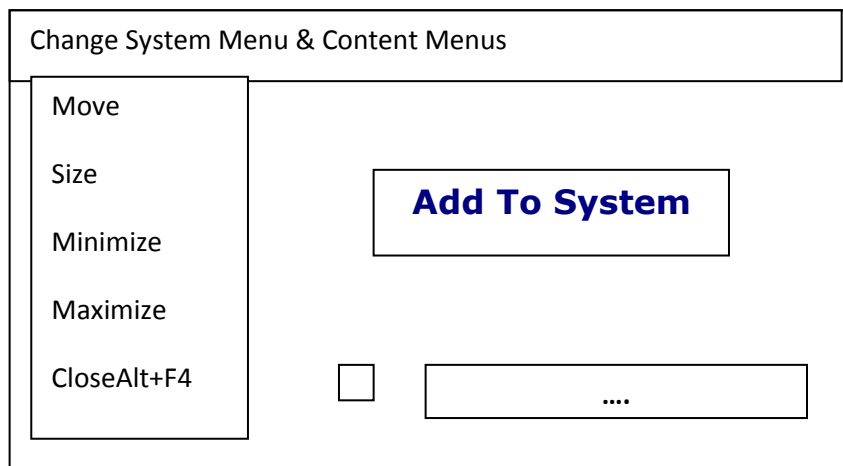 Change System Menu & Content Menus
Move
Size
Add To System
Minimize
Maximize
CloseAlt+F4
....